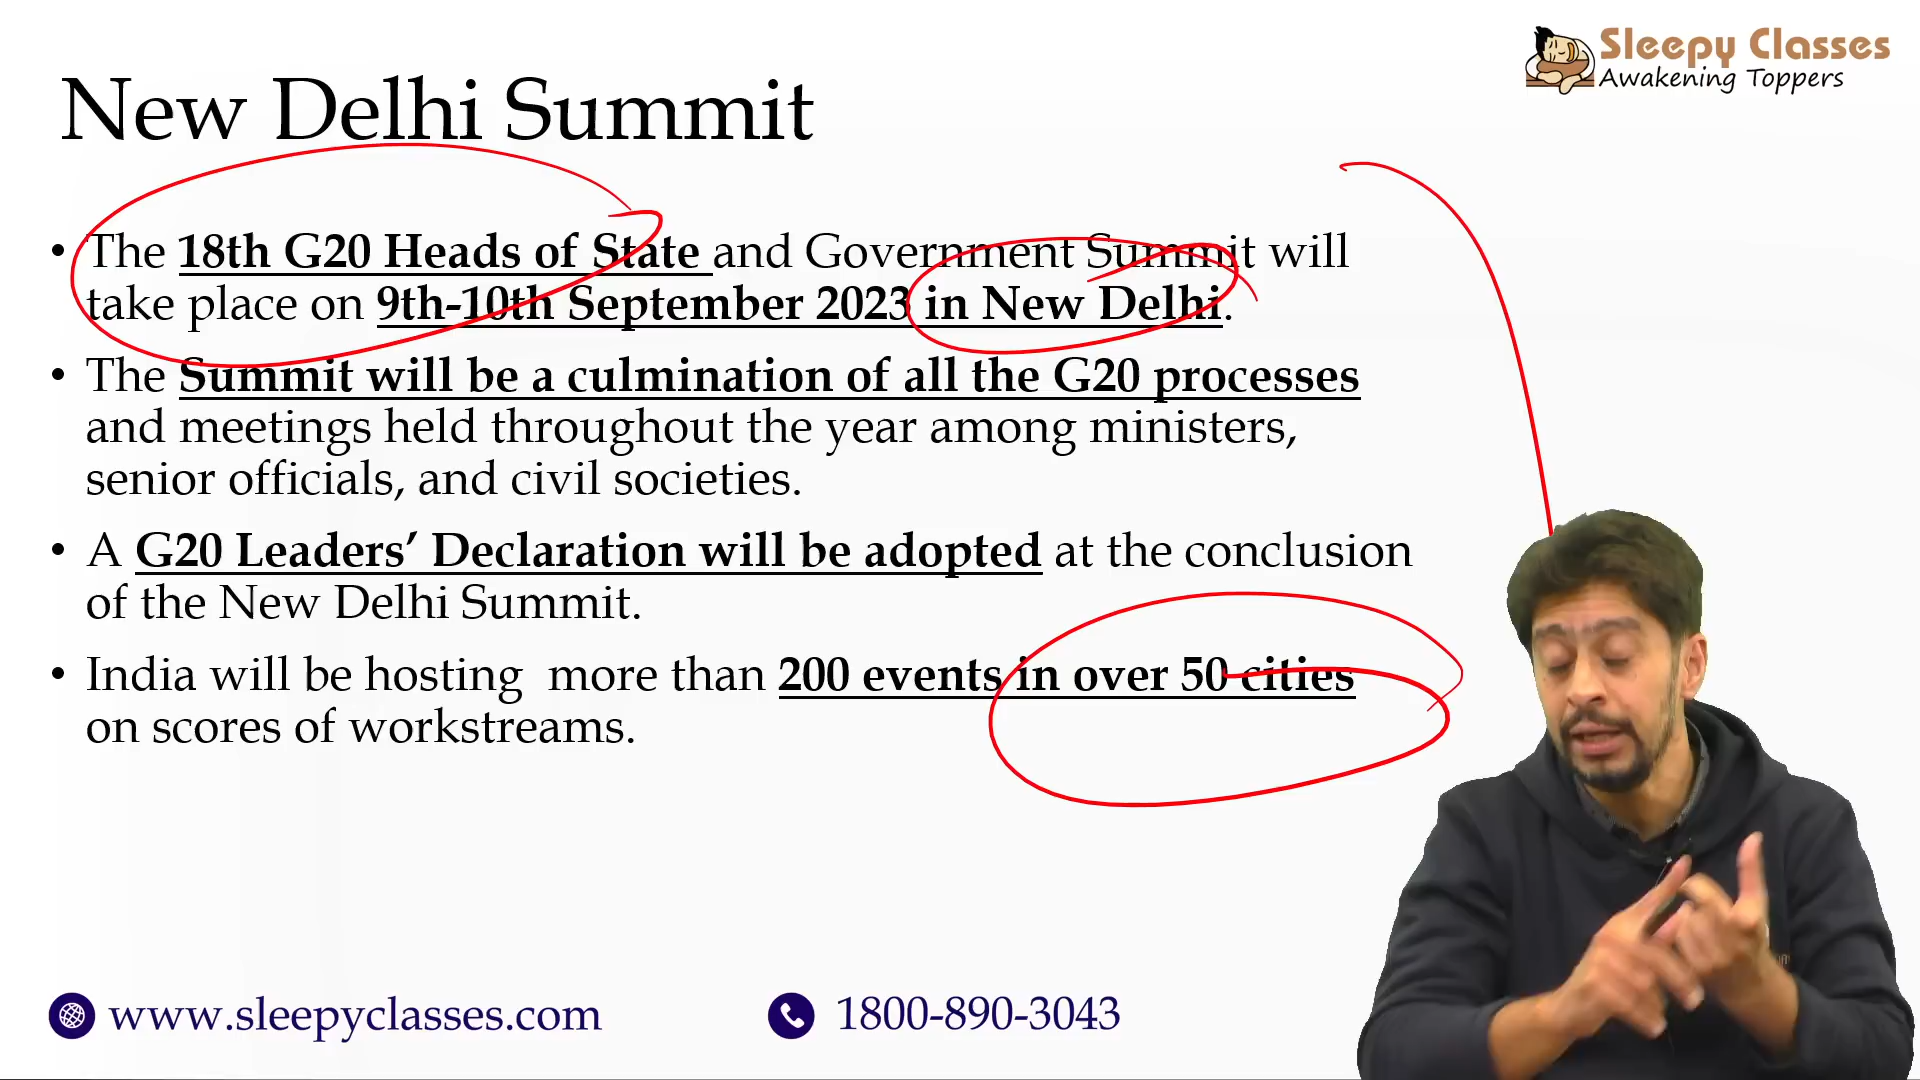 Sleepy Classes
Awakening Toppers
New Delhi Summit
• The 18th G20 Heads of State and Government Summit will
take place on 9th-10th September 2023 in New Delhi.
• The Summit will be a culmination of all the G20 processes
and meetings held throughout the year among ministers,
senior officials, and civil societies.
• A G20 Leaders’ Declaration will be adopted at the conclusion
of the New Delhi Summit.
• India will be hosting  more than 200 events in over 50 cities
on scores of workstreams.
www.sleepyclasses.com
1800-890-3043